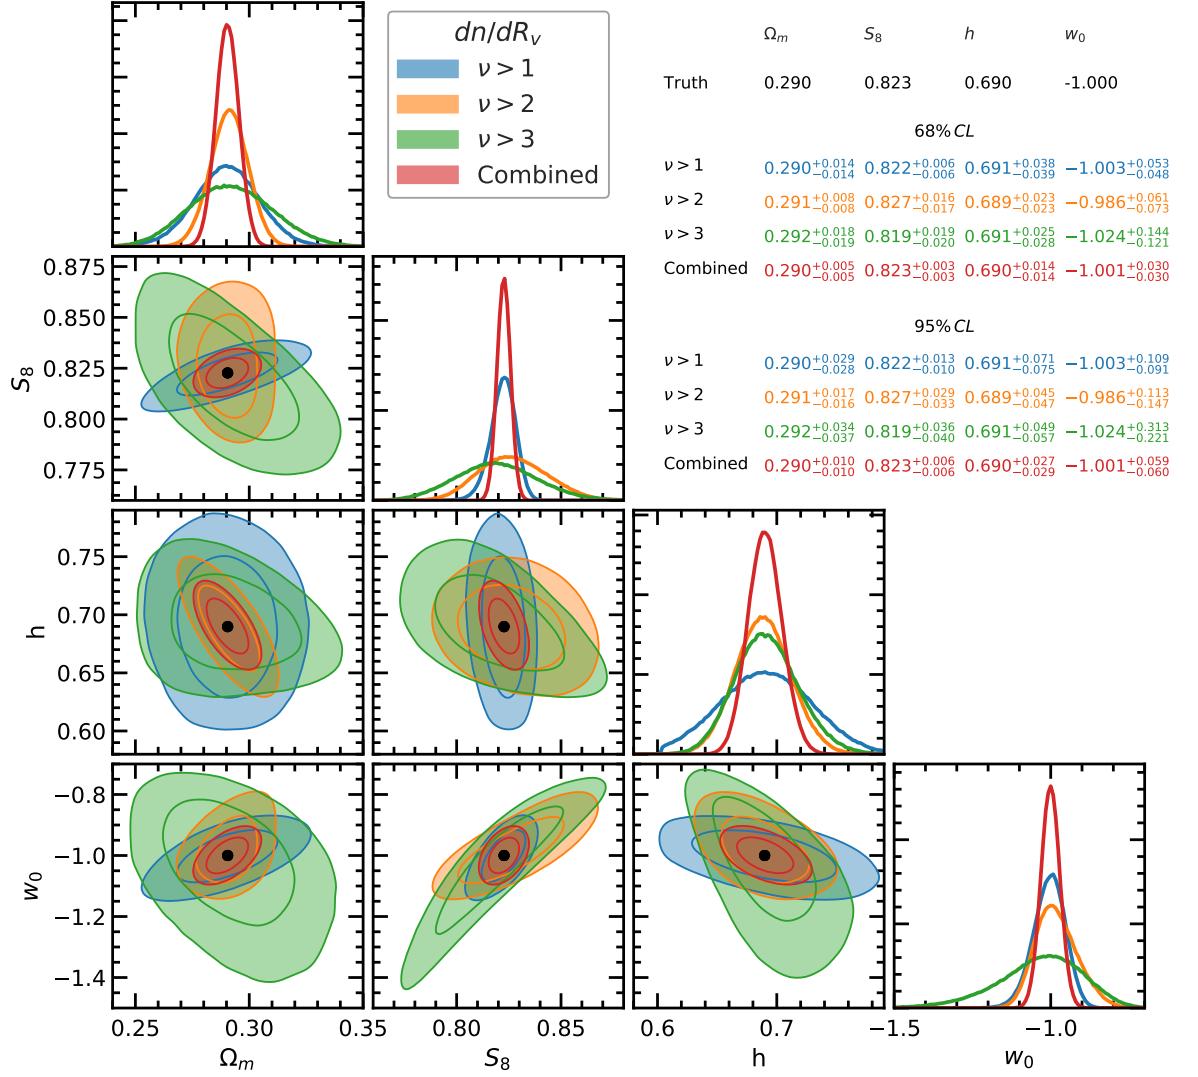 dn/dR_v
ν > 1
ν > 2
ν > 3
Combined
Ω_m S_8 h w_0
Truth 0.290 0.823 0.690 -1.000
68% CL
ν > 1 0.290^{+0.014}_{−0.014} 0.822^{+0.006}_{−0.006} 0.691^{+0.038}_{−0.039} −1.003^{+0.053}_{−0.048}
ν > 2 0.291^{+0.008}_{−0.008} 0.827^{+0.016}_{−0.017} 0.689^{+0.023}_{−0.023} −0.986^{+0.061}_{−0.073}
ν > 3 0.292^{+0.018}_{−0.019} 0.819^{+0.019}_{−0.020} 0.691^{+0.025}_{−0.028} −1.024^{+0.144}_{−0.121}
Combined 0.290^{+0.005}_{−0.005} 0.823^{+0.003}_{−0.003} 0.690^{+0.014}_{−0.014} −1.001^{+0.030}_{−0.030}
95% CL
ν > 1 0.290^{+0.029}_{−0.028} 0.822^{+0.013}_{−0.010} 0.691^{+0.071}_{−0.075} −1.003^{+0.109}_{−0.091}
ν > 2 0.291^{+0.017}_{−0.016} 0.827^{+0.029}_{−0.033} 0.689^{+0.045}_{−0.047} −0.986^{+0.113}_{−0.147}
ν > 3 0.292^{+0.034}_{−0.037} 0.819^{+0.036}_{−0.040} 0.691^{+0.049}_{−0.057} −1.024^{+0.313}_{−0.221}
Combined 0.290^{+0.010}_{−0.010} 0.823^{+0.006}_{−0.006} 0.690^{+0.027}_{−0.029} −1.001^{+0.059}_{−0.060}
0.875
0.850
0.825
0.800
0.775
S_8
0.75
0.70
0.65
0.60
h
−0.8
−1.0
−1.2
−1.4
w_0
0.25 0.30 0.35 0.80 0.85 0.6 0.7 −1.5 −1.0
Ω_m S_8 h w_0